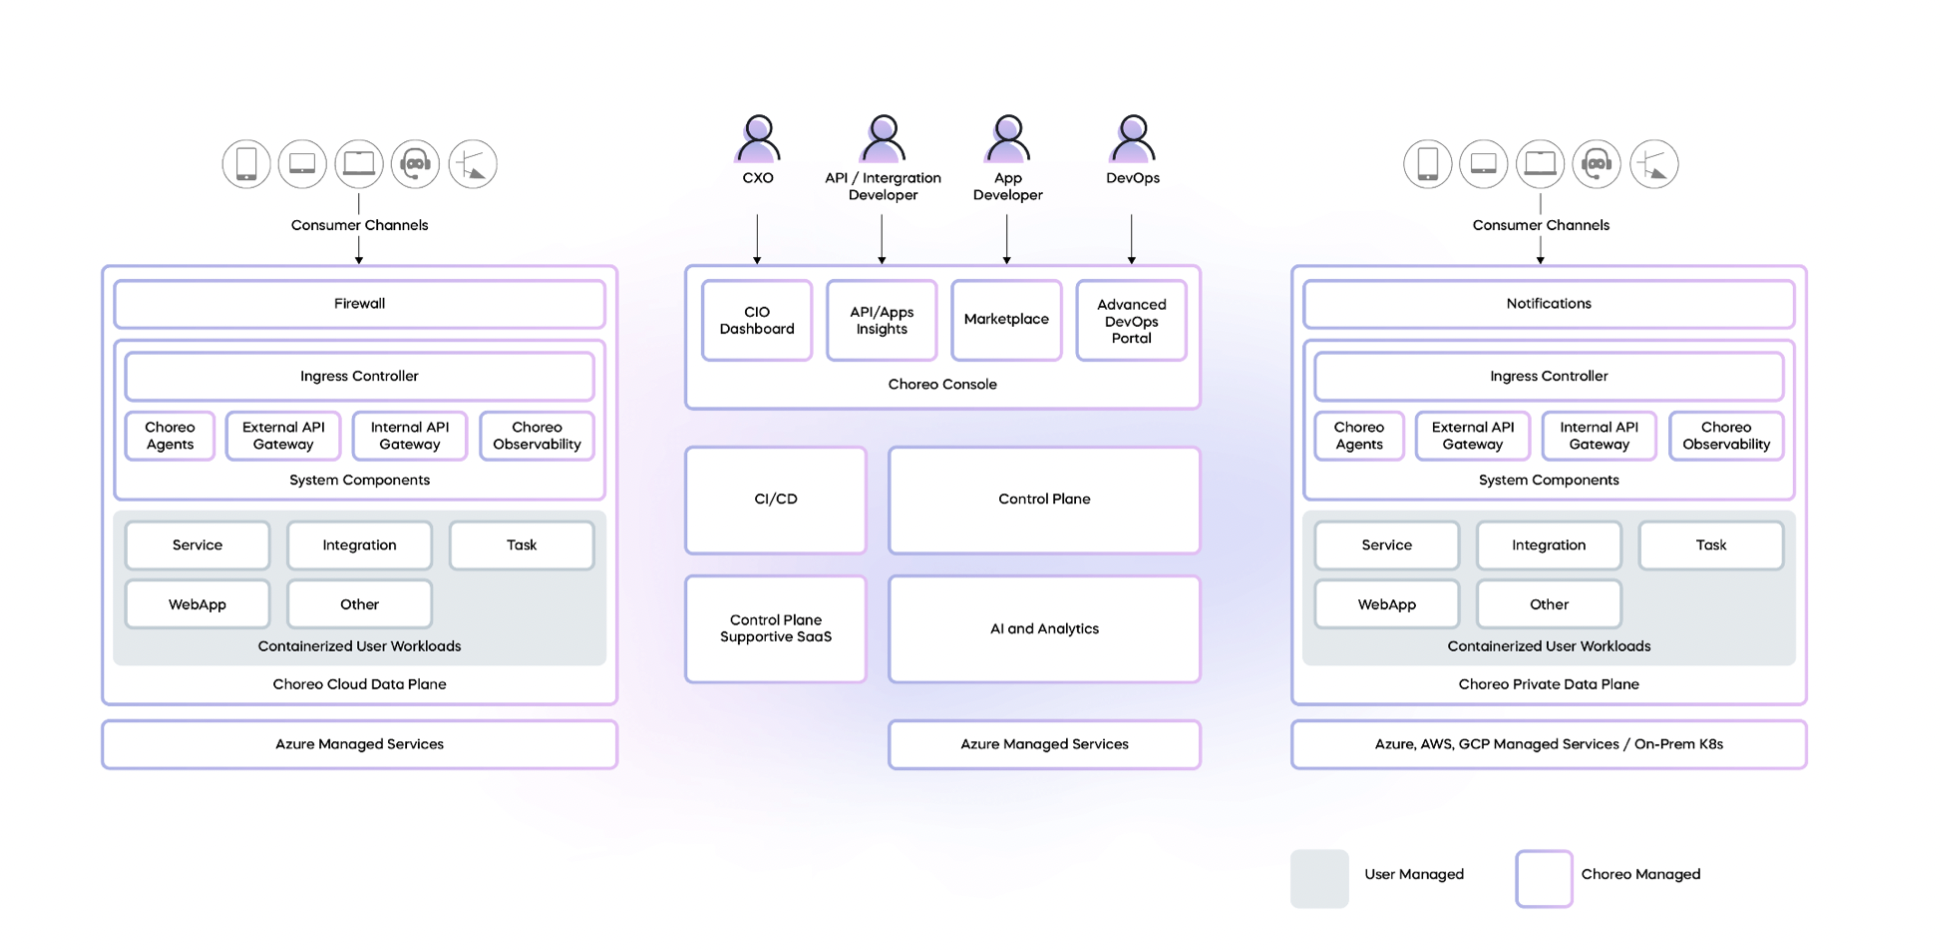 CXO
API / Intergration
Developer
App
Developer
DevOps
Consumer Channels
Firewall
Ingress Controller
Choreo
Agents
External API
Gateway
Internal API
Gateway
Choreo
Observability
System Components
Service
Integration
Task
WebApp
Other
Containerized User Workloads
Choreo Cloud Data Plane
Azure Managed Services
CIO
Dashboard
API/Apps
Insights
Marketplace
Advanced
DevOps
Portal
Choreo Console
CI/CD
Control Plane
Control Plane
Supportive SaaS
AI and Analytics
Azure Managed Services
Consumer Channels
Notifications
Ingress Controller
Choreo
Agents
External API
Gateway
Internal API
Gateway
Choreo
Observability
System Components
Service
Integration
Task
WebApp
Other
Containerized User Workloads
Choreo Private Data Plane
Azure, AWS, GCP Managed Services / On-Prem K8s
User Managed
Choreo Managed